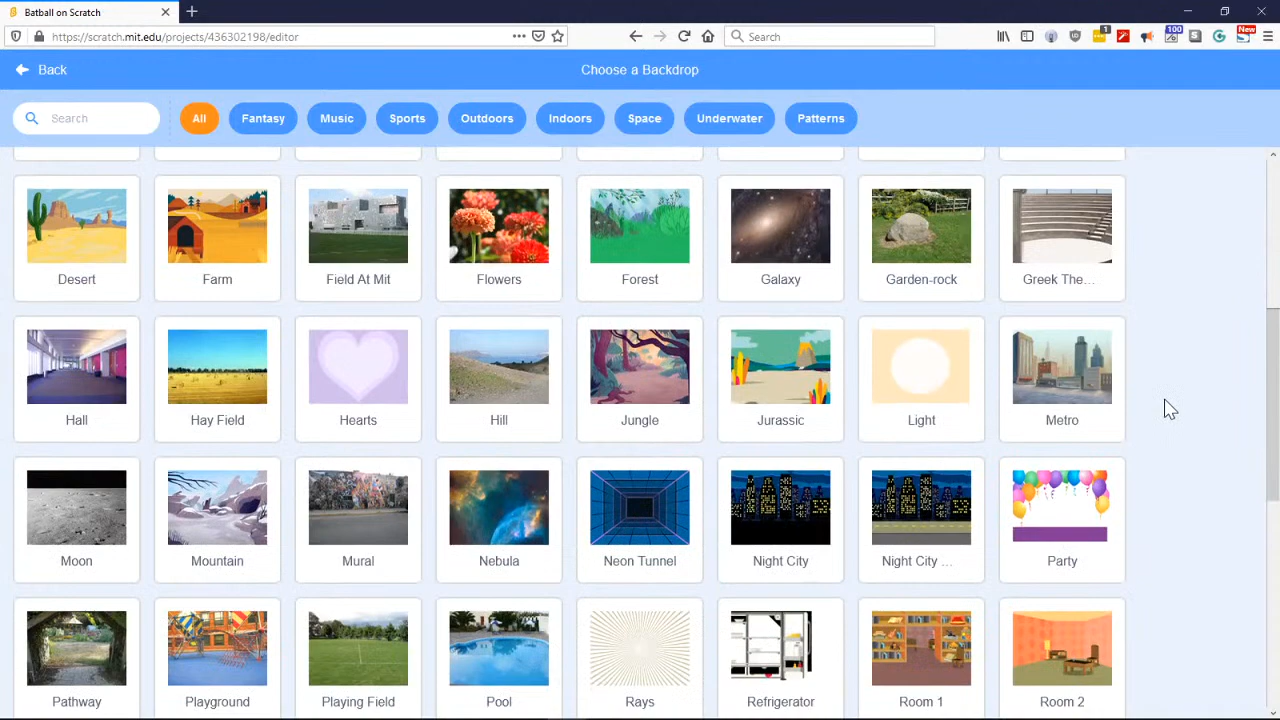 Batball on Scratch
https://scratch.mit.edu/projects/436302198/editor
Search
1
100
New
S
Back
Choose a Backdrop
Search
All
Fantasy
Music
Sports
Outdoors
Indoors
Space
Underwater
Patterns
Desert
Farm
Field At Mit
Flowers
Forest
Galaxy
Garden-rock
Greek The...
Hall
Hay Field
Hearts
Hill
Jungle
Jurassic
Light
Metro
Moon
Mountain
Mural
Nebula
Neon Tunnel
Night City
Night City ...
Party
Pathway
Playground
Playing Field
Pool
Rays
Refrigerator
Room 1
Room 2